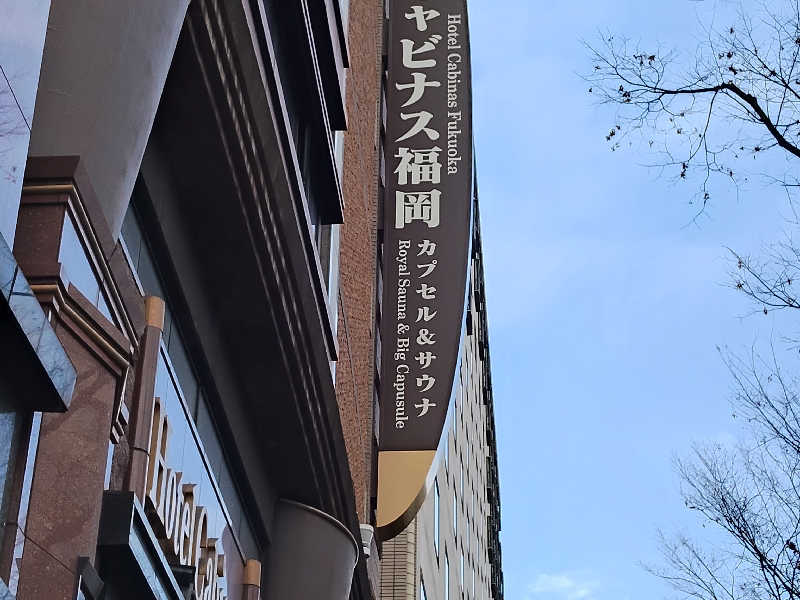 ャビナス福岡
Hotel Cabinas Fukuoka
カプセル&サウナ
Royal Sauna & Big Capusule
Hotel Cabi